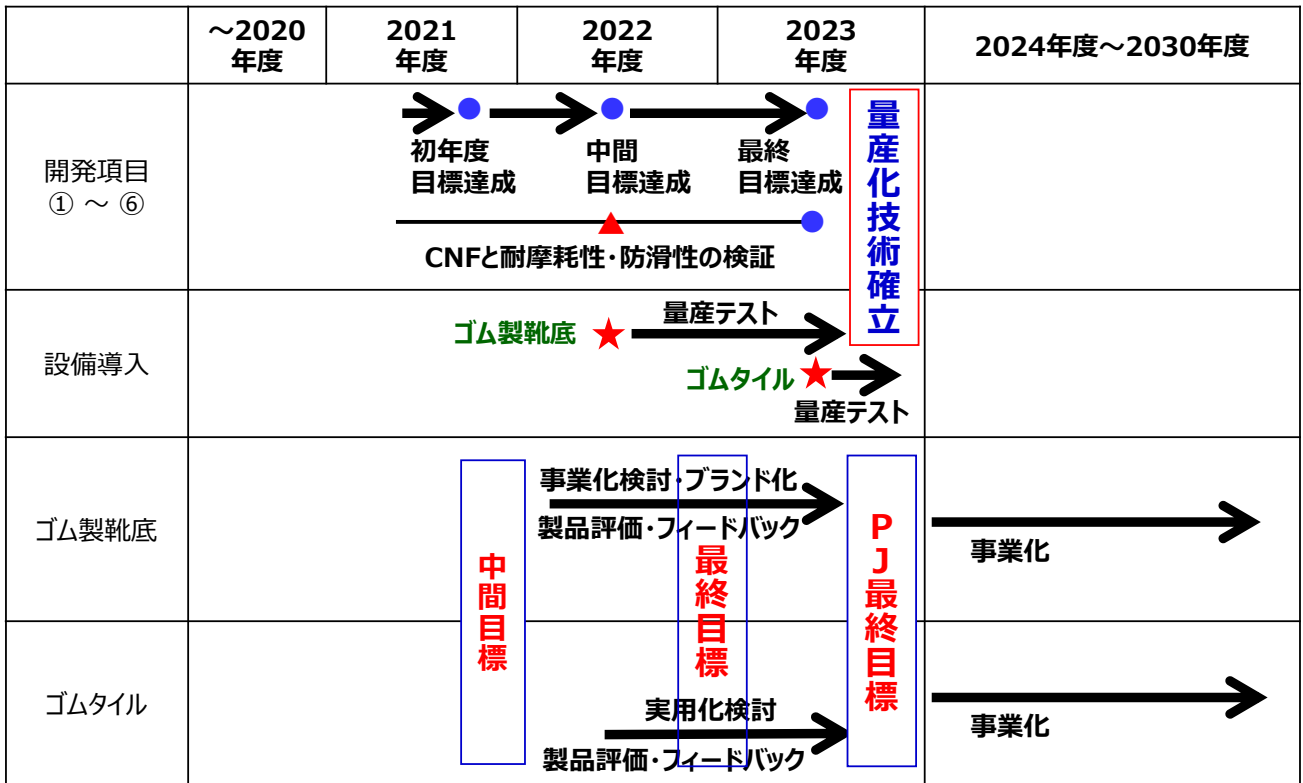 ～2020
年度
2021
年度
2022
年度
2023
年度
2024年度～2030年度
開発項目
① ～ ⑥
初年度
目標達成
中間
目標達成
最終
目標達成
CNFと耐摩耗性・防滑性の検証
量産化技術確立
設備導入
ゴム製靴底
量産テスト
ゴムタイル
量産テスト
ゴム製靴底
事業化検討・ブランド化
製品評価・フィードバック
事業化
中間目標
最終目標
PJ最終目標
ゴムタイル
実用化検討
製品評価・フィードバック
事業化